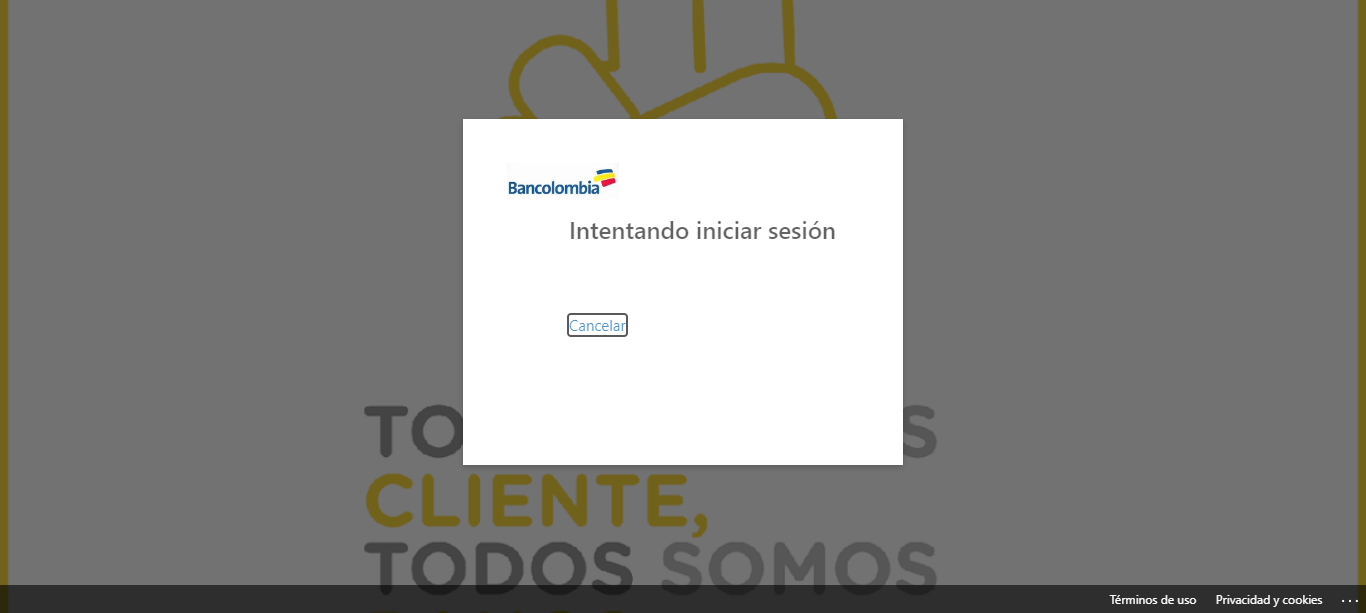 Bancolombia
Intentando iniciar sesión
Cancelar
CLIENTE,
TODOS SOMOS
Términos de uso Privacidad y cookies ...